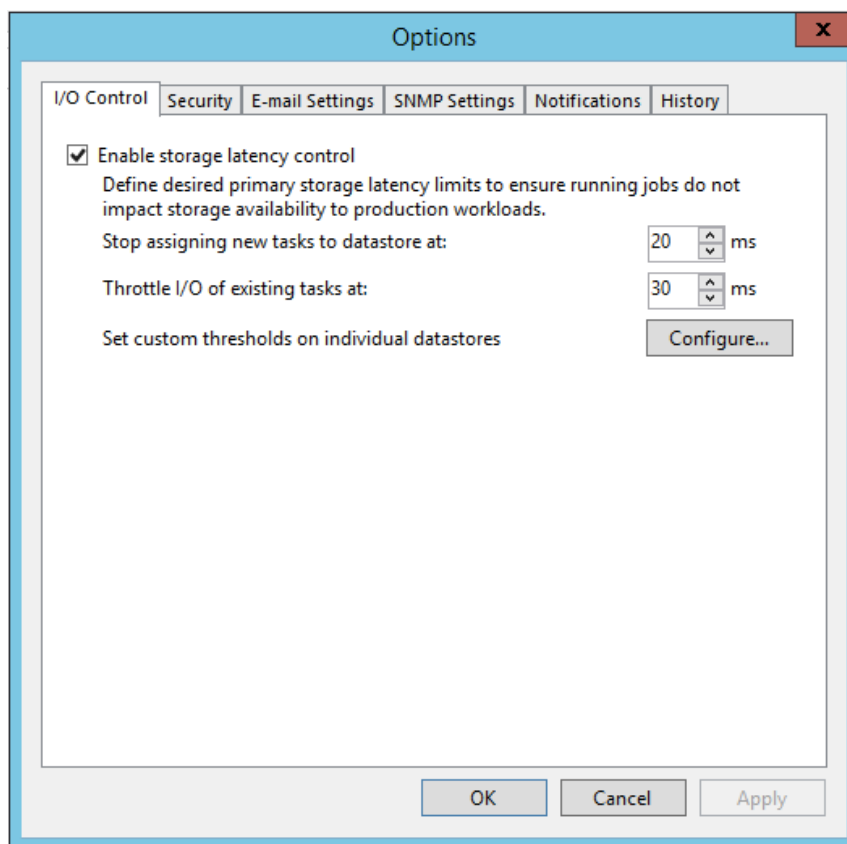 Options
x
I/O Control Security E-mail Settings SNMP Settings Notifications History
Enable storage latency control
Define desired primary storage latency limits to ensure running jobs do not
impact storage availability to production workloads.
Stop assigning new tasks to datastore at: 20 ms
Throttle I/O of existing tasks at: 30 ms
Set custom thresholds on individual datastores Configure...
OK Cancel Apply